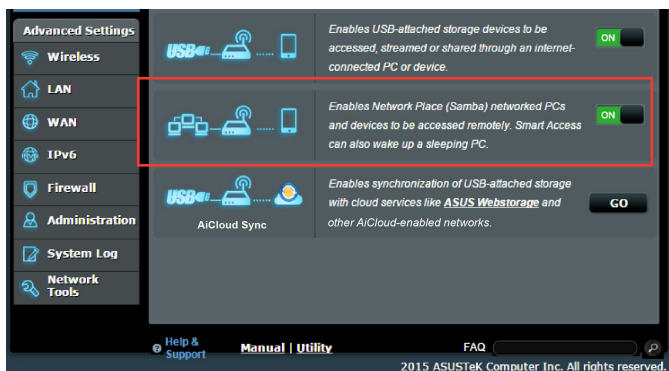 Advanced Settings
Wireless
LAN
WAN
IPv6
Firewall
Administration
System Log
Network
Tools
USB
Enables USB-attached storage devices to be
accessed, streamed or shared through an internet-
connected PC or device.
ON
Enables Network Place (Samba) networked PCs
and devices to be accessed remotely. Smart Access
can also wake up a sleeping PC.
ON
USB
AiCloud Sync
Enables synchronization of USB-attached storage
with cloud services like ASUS Webstorage and
other AiCloud-enabled networks.
GO
Help &
Support
Manual | Utility
FAQ
2015 ASUSTeK Computer Inc. All rights reserved.